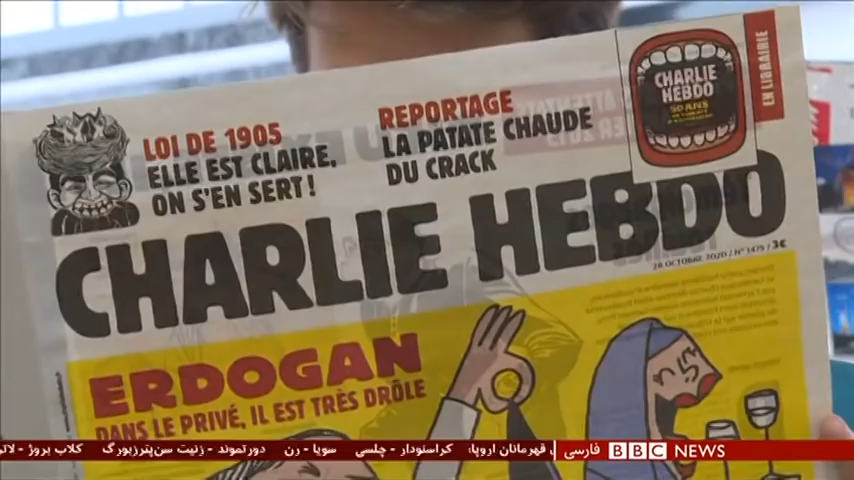 LOI DE 1905
ELLE EST CLAIRE,
ON S'EN SERT !
REPORTAGE
LA PATATE CHAUDE
DU CRACK
CHARLIE
HEBDO
50 ANS
EN LIBRAIRIE
CHARLIE HEBDO
28 OCTOBRE 2020 / N° 1475 / 3€
ERDOGAN
DANS LE PRIVÉ, IL EST TRÈS DRÔLE
قهرمانان اروپا: کراسنودار - چلسی سویا - رن دورتموند - زنیت سن‌پترزبورگ کلاب بروژ - لاتز
BBC NEWS فارسی